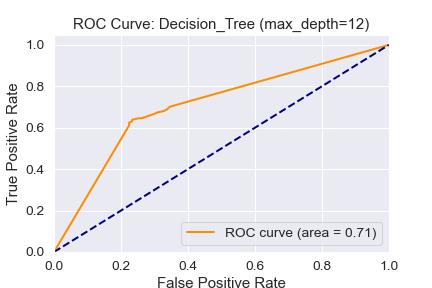 ROC Curve: Decision_Tree (max_depth=12)
True Positive Rate
1.0
0.8
0.6
0.4
0.2
0.0
ROC curve (area = 0.71)
0.0 0.2 0.4 0.6 0.8 1.0
False Positive Rate